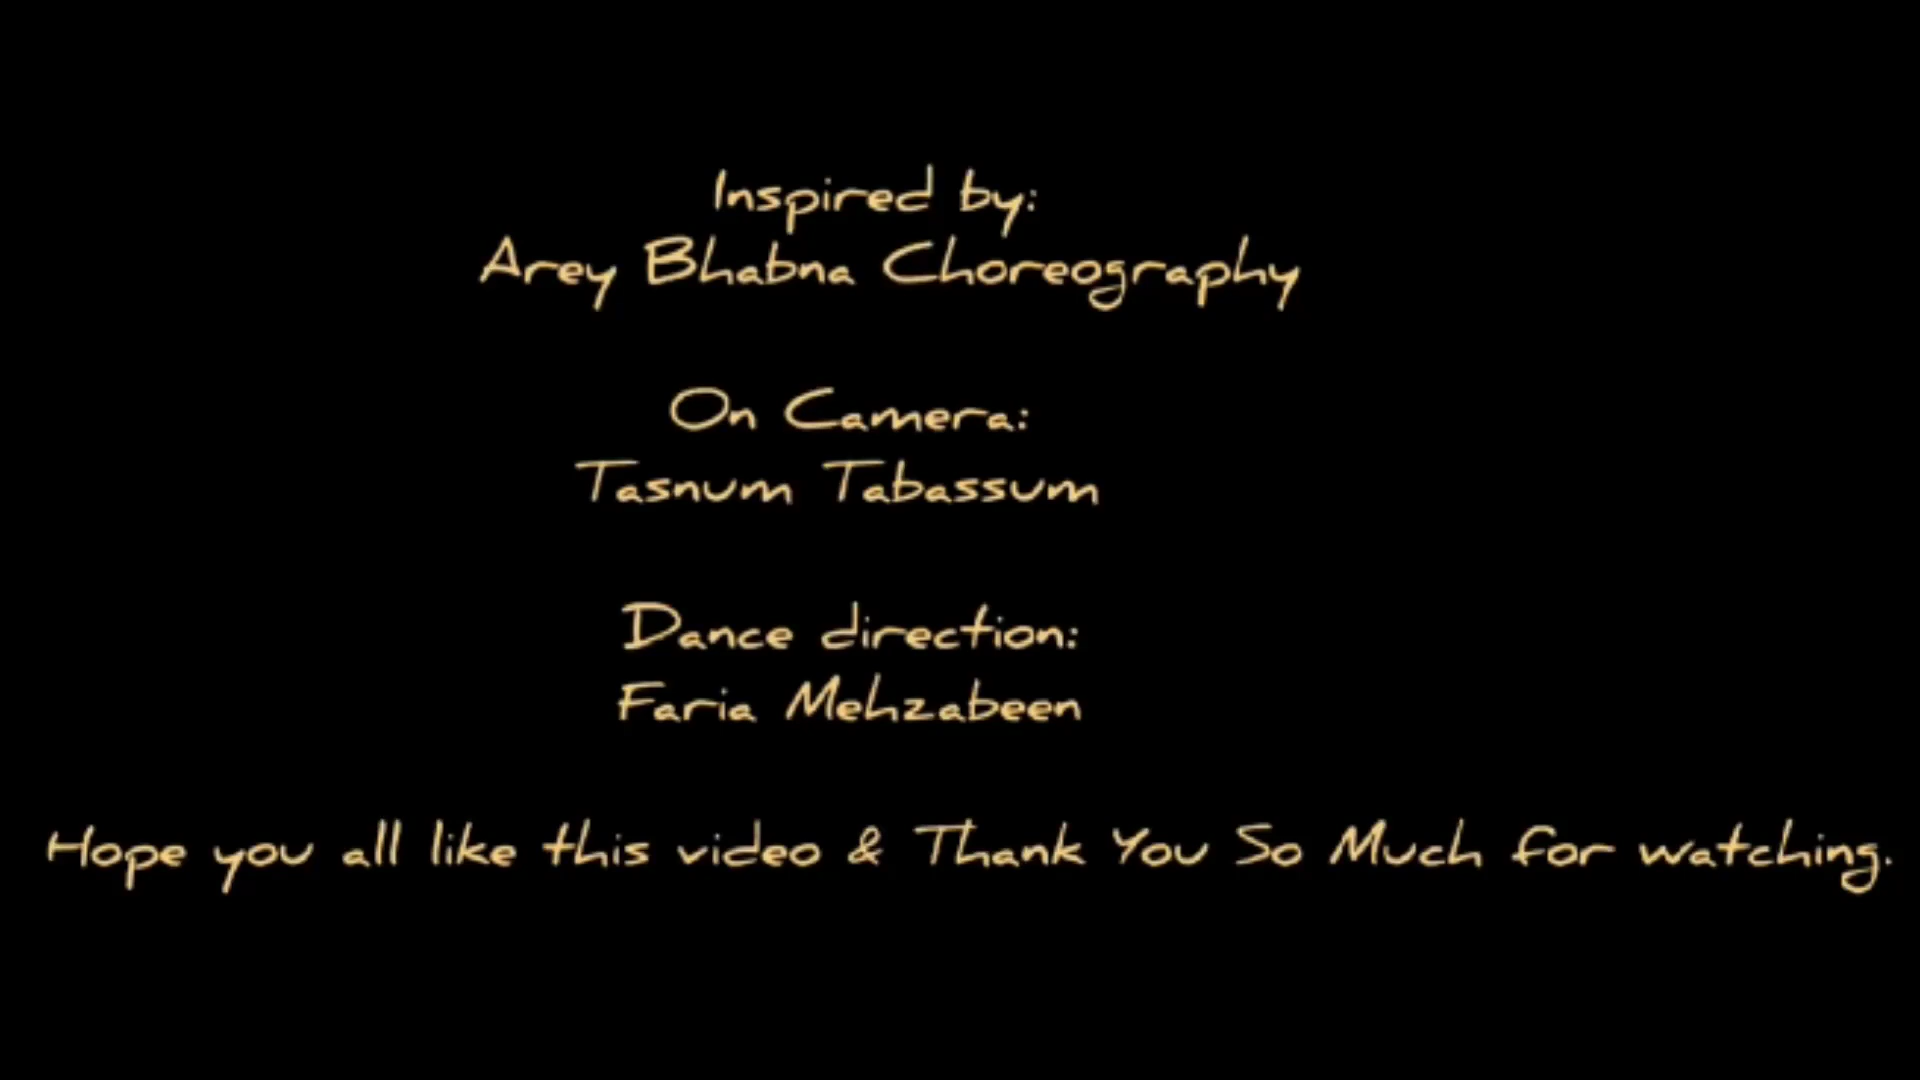 Inspired by:
Arey Bhabna Choreography
On Camera:
Tasnum Tabassum
Dance direction:
Faria Mehzabeen
Hope you all like this video & Thank You So Much for watching.